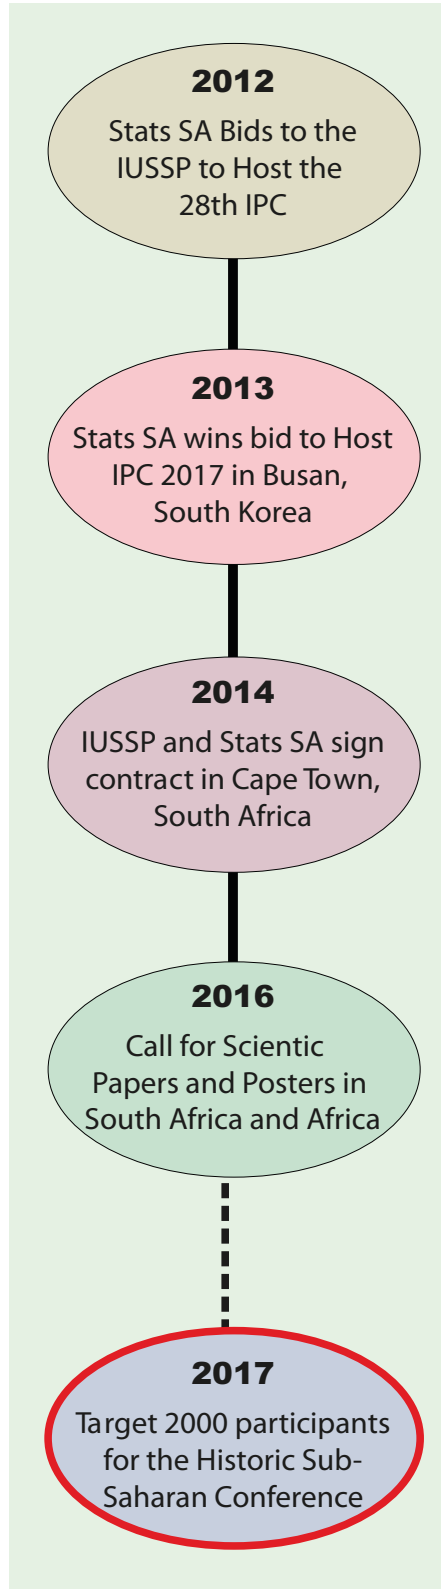 2012
Stats SA Bids to the
IUSSP to Host the
28th IPC
2013
Stats SA wins bid to Host
IPC 2017 in Busan,
South Korea
2014
IUSSP and Stats SA sign
contract in Cape Town,
South Africa
2016
Call for Scientic
Papers and Posters in
South Africa and Africa
2017
Target 2000 participants
for the Historic Sub-
Saharan Conference